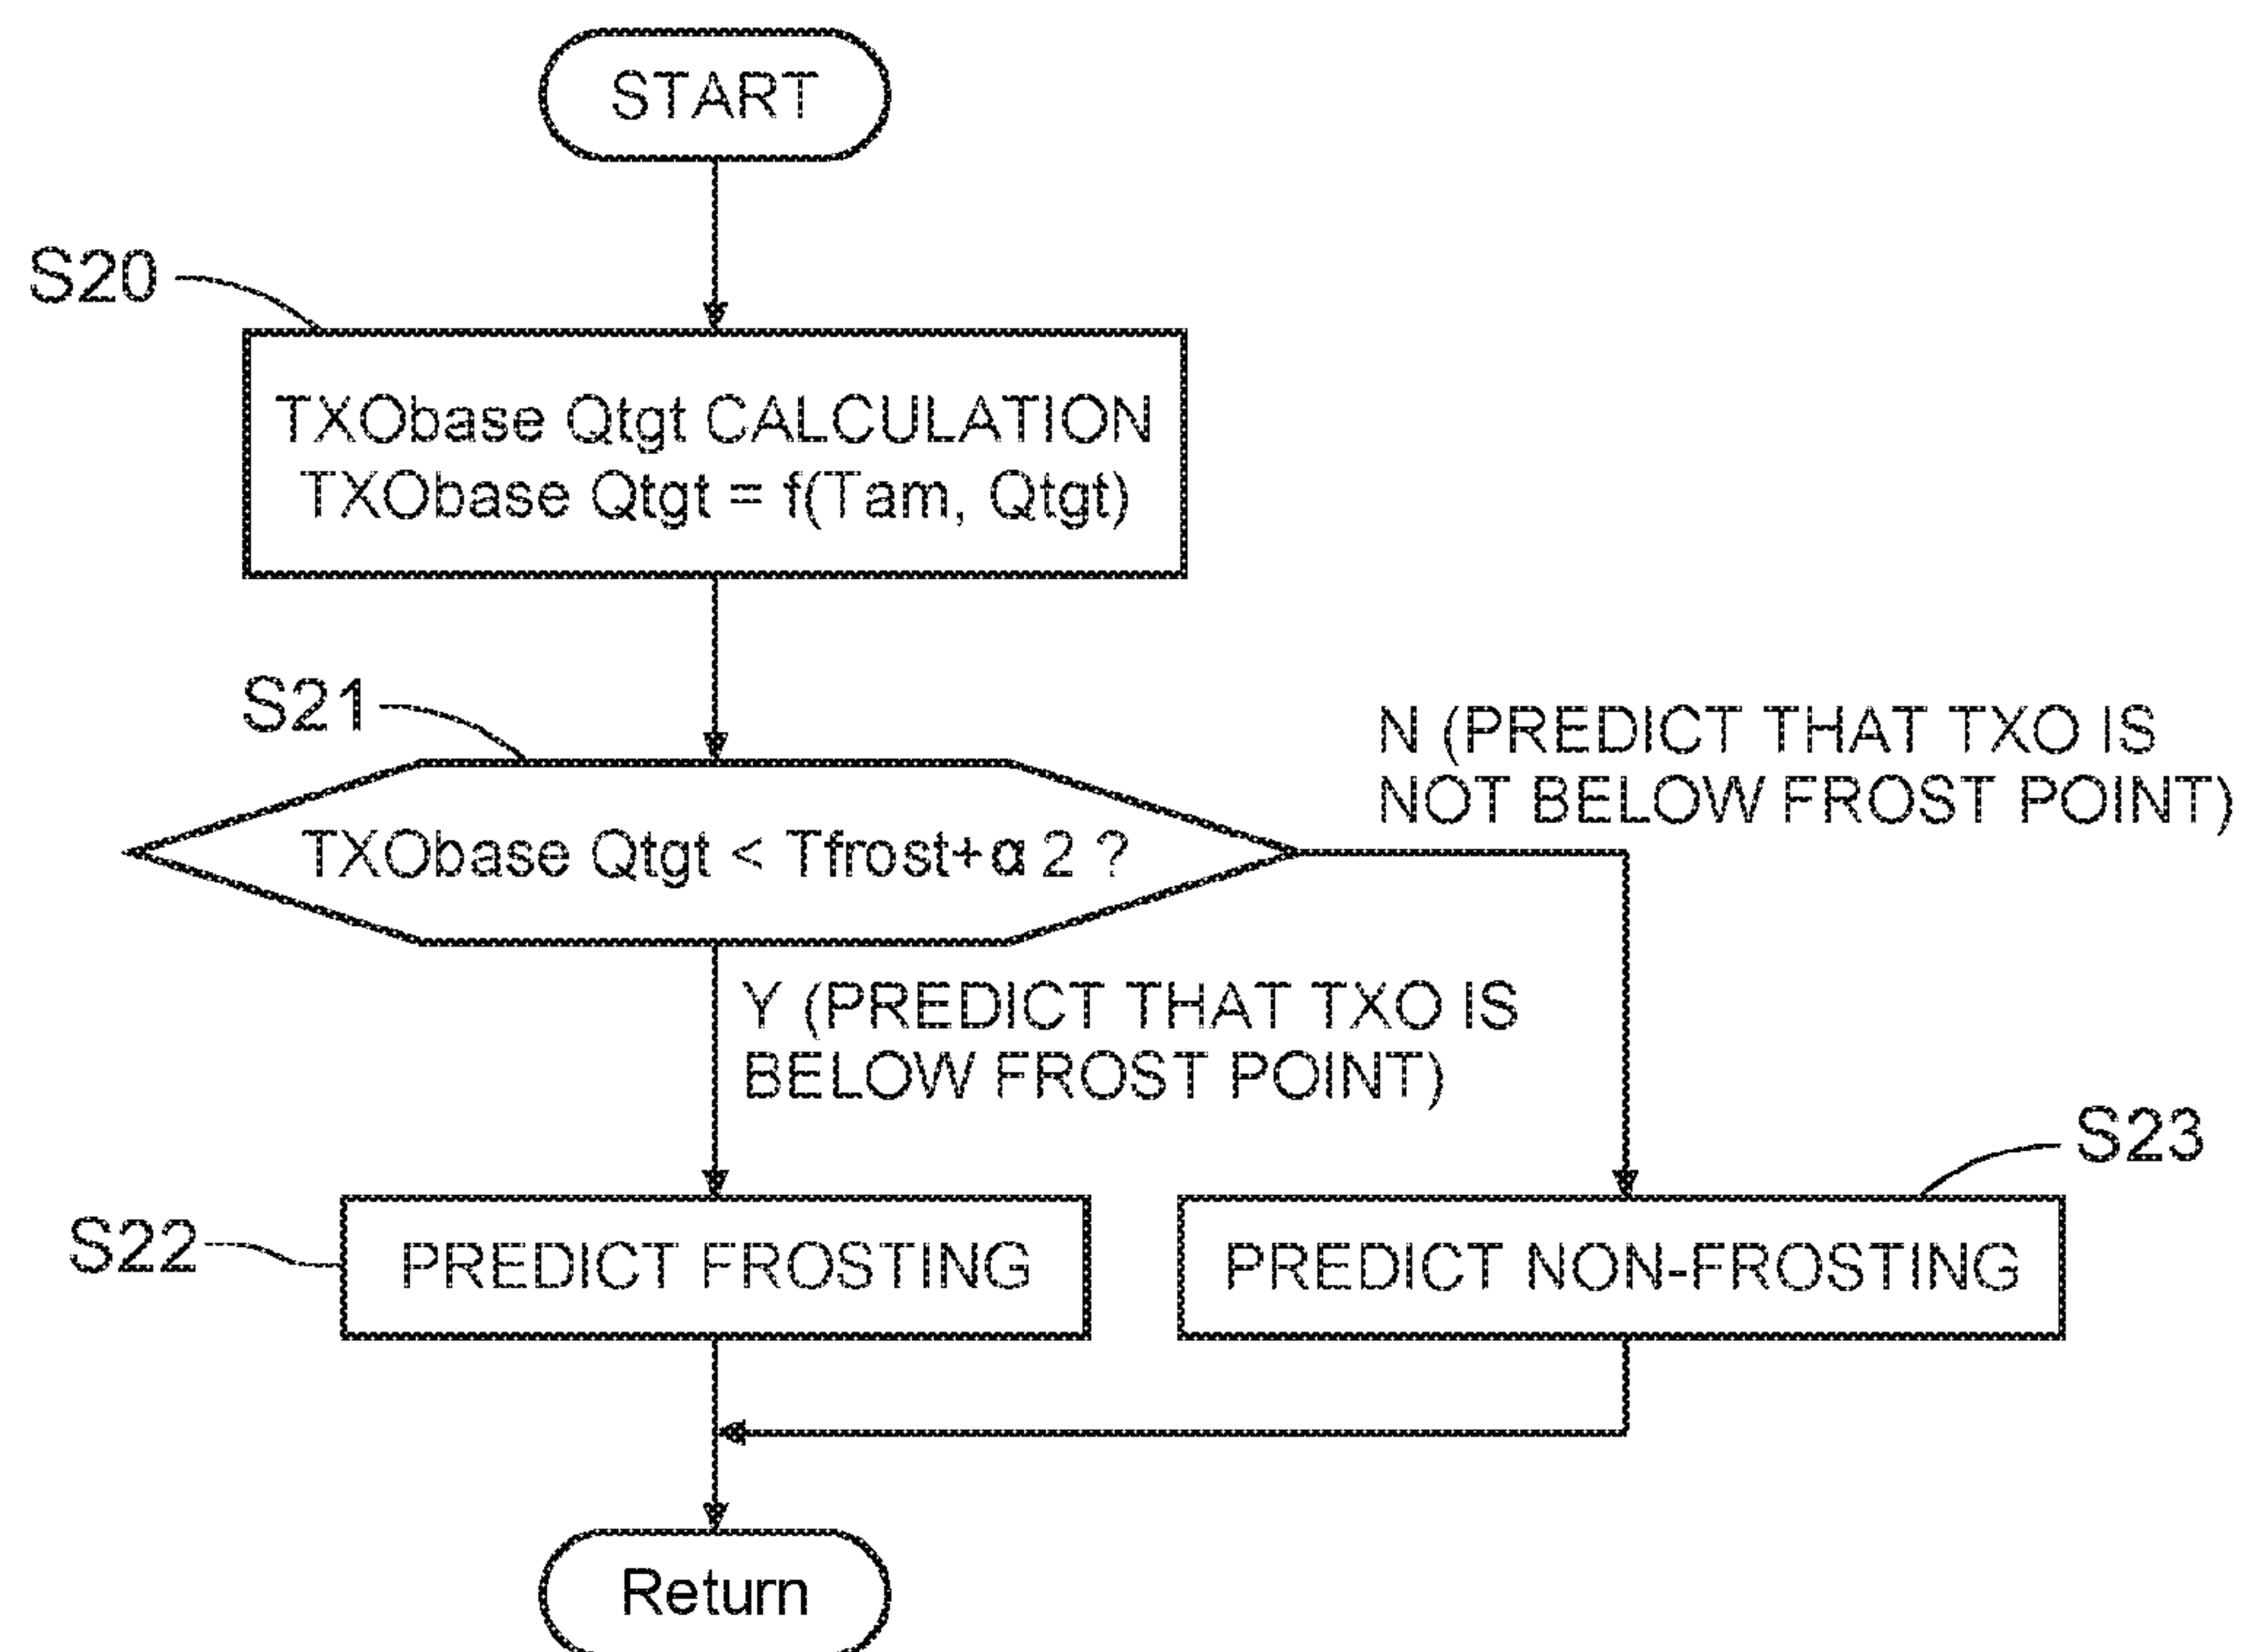 START
S20
TXObase Qtgt CALCULATION
TXObase Qtgt = f(Tam, Qtgt)
S21
TXObase Qtgt < Tfrost+α 2 ?
N (PREDICT THAT TXO IS
NOT BELOW FROST POINT)
Y (PREDICT THAT TXO IS
BELOW FROST POINT)
S22
PREDICT FROSTING
S23
PREDICT NON-FROSTING
Return